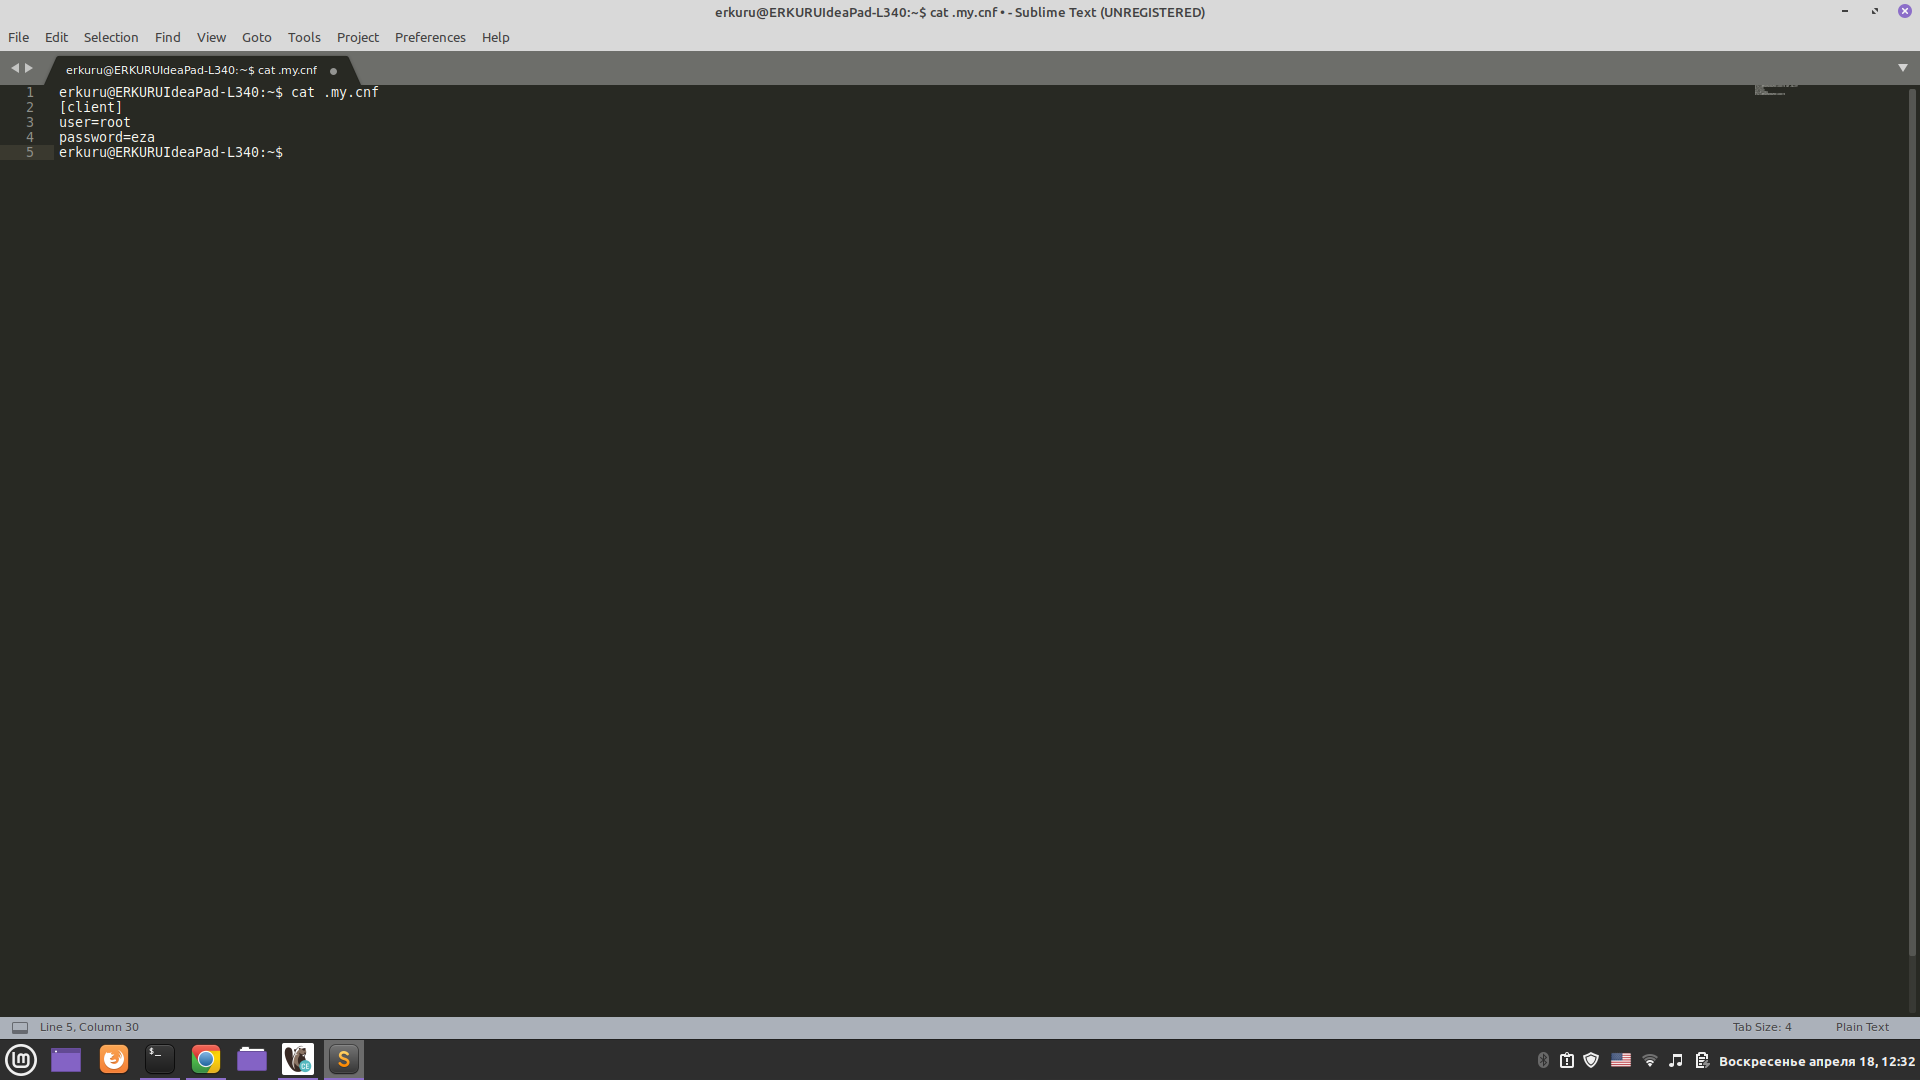 erkuru@ERKURUIdeaPad-L340:~$ cat .my.cnf • - Sublime Text (UNREGISTERED)
File Edit Selection Find View Goto Tools Project Preferences Help
erkuru@ERKURUIdeaPad-L340:~$ cat .my.cnf
1 erkuru@ERKURUIdeaPad-L340:~$ cat .my.cnf
2 [client]
3 user=root
4 password=eza
5 erkuru@ERKURUIdeaPad-L340:~$
Line 5, Column 30 Tab Size: 4 Plain Text
Воскресенье апреля 18, 12:32